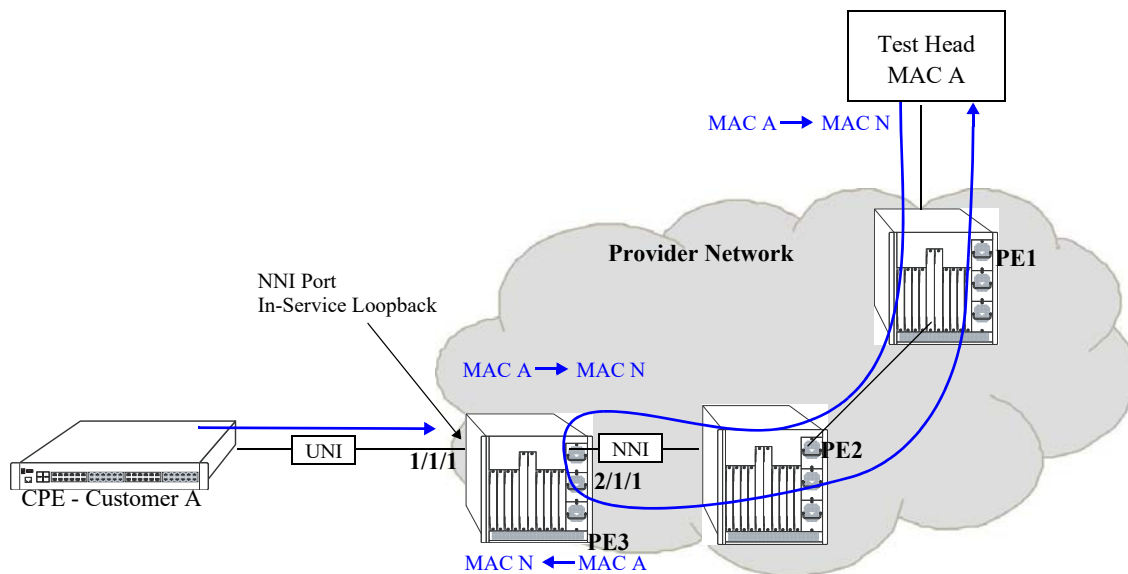 Test Head
MAC A
MAC A MAC N
Provider Network
PE1
NNI Port
In-Service Loopback
MAC A MAC N
UNI
1/1/1
NNI
PE2
2/1/1
CPE - Customer A
PE3
MAC N MAC A